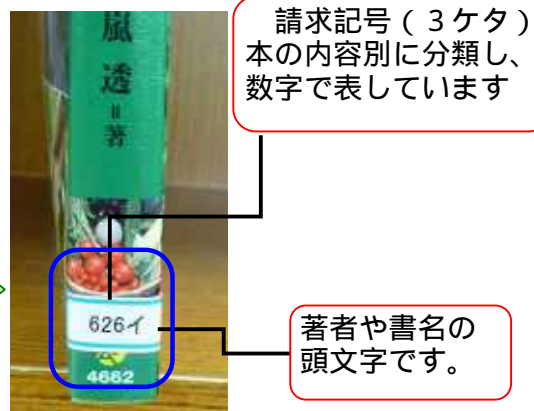 請求記号(3ケタ)
本の内容別に分類し、
数字で表しています
嵐
透
=著
626イ
4662
著者や書名の
頭文字です。